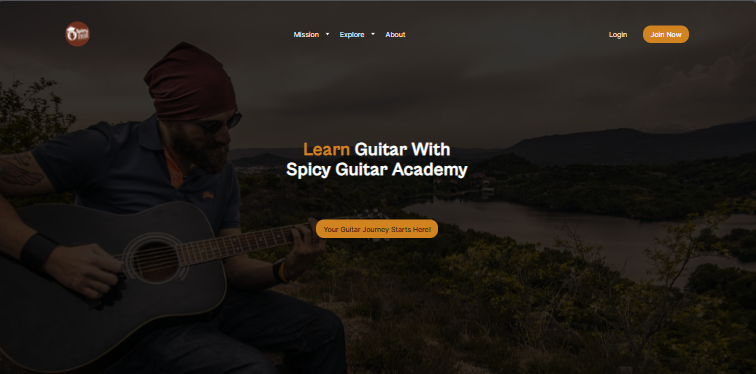 Mission
Explore
About
Login
Join Now
Learn Guitar With
Spicy Guitar Academy
Your Guitar Journey Starts Here!